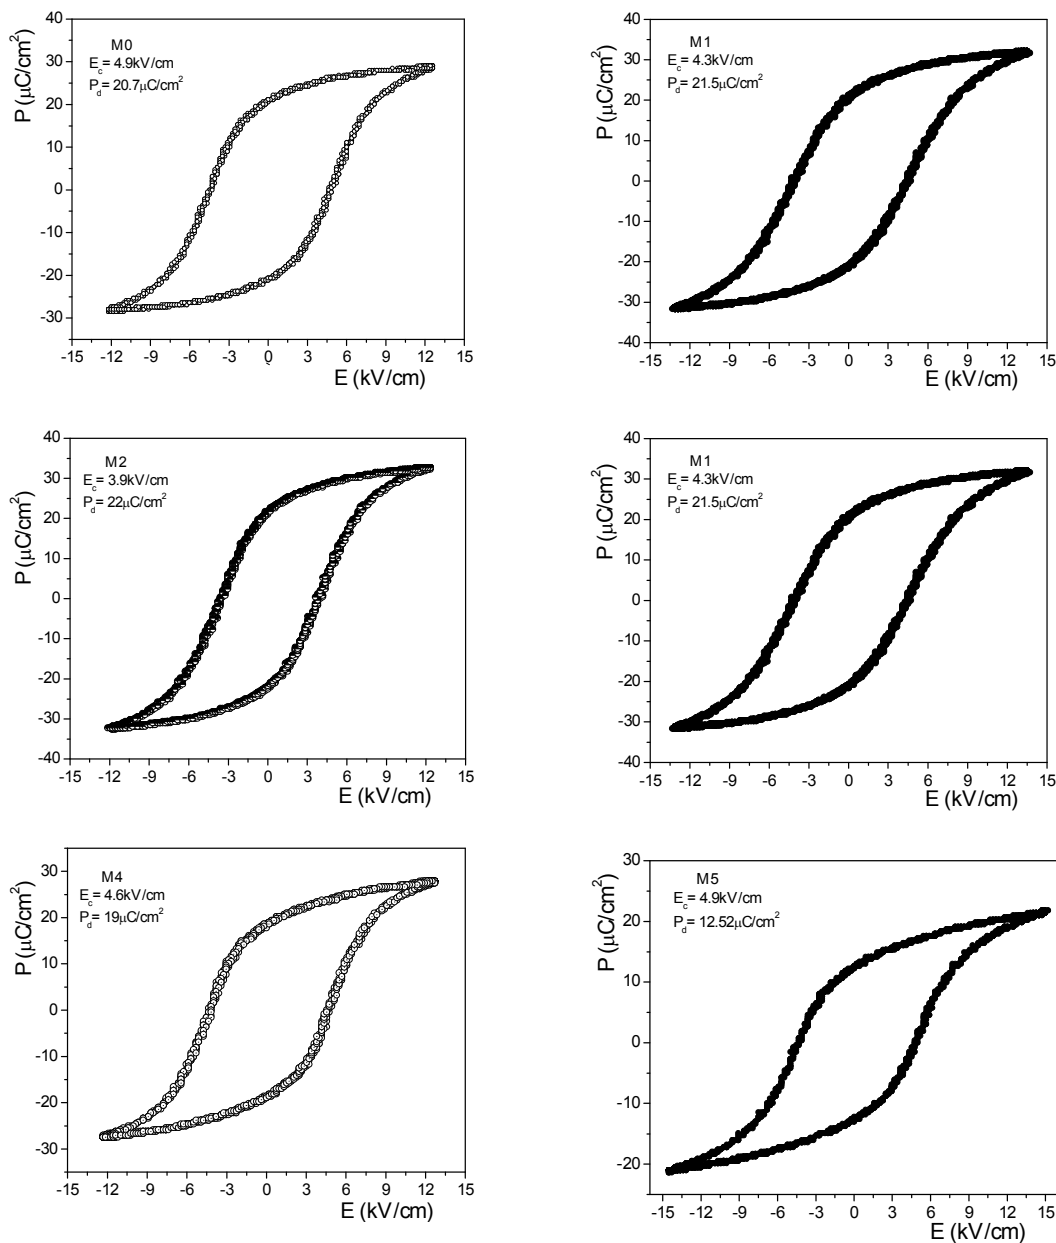 M0
E_c = 4.9kV/cm
P_d = 20.7μC/cm²
P (μC/cm²)
40
30
20
10
0
-10
-20
-30
-15 -12 -9 -6 -3 0 3 6 9 12 15
E (kV/cm)
M1
E_c = 4.3kV/cm
P_d = 21.5μC/cm²
P (μC/cm²)
40
30
20
10
0
-10
-20
-30
-40
-15 -12 -9 -6 -3 0 3 6 9 12 15
E (kV/cm)
M2
E_c = 3.9kV/cm
P_d = 22μC/cm²
P (μC/cm²)
40
30
20
10
0
-10
-20
-30
-40
-15 -12 -9 -6 -3 0 3 6 9 12 15
E (kV/cm)
M1
E_c = 4.3kV/cm
P_d = 21.5μC/cm²
P (μC/cm²)
40
30
20
10
0
-10
-20
-30
-40
-15 -12 -9 -6 -3 0 3 6 9 12 15
E (kV/cm)
M4
E_c = 4.6kV/cm
P_d = 19μC/cm²
P (μC/cm²)
30
20
10
0
-10
-20
-30
-15 -12 -9 -6 -3 0 3 6 9 12 15
E (kV/cm)
M5
E_c = 4.9kV/cm
P_d = 12.52μC/cm²
P (μC/cm²)
30
20
10
0
-10
-20
-15 -12 -9 -6 -3 0 3 6 9 12 15
E (kV/cm)